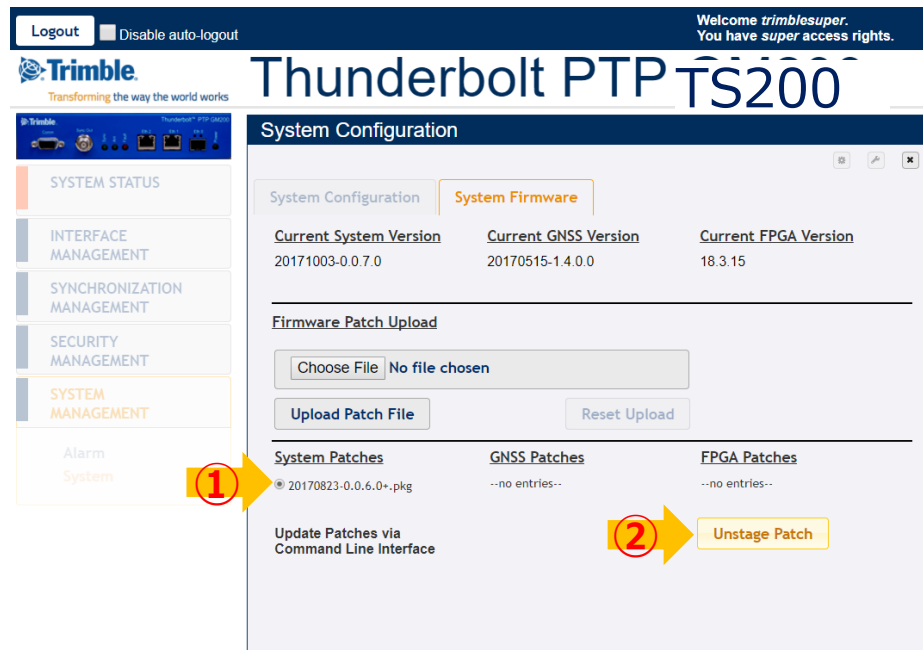 Logout
Disable auto-logout
Welcome trimblesuper.
You have super access rights.
Trimble.
Transforming the way the world works
Thunderbolt PTP
TS200
Trimble
Thunderbolt® PTP GM200
System Configuration
SYSTEM STATUS
INTERFACE
MANAGEMENT
SYNCHRONIZATION
MANAGEMENT
SECURITY
MANAGEMENT
SYSTEM
MANAGEMENT
Alarm
System
System Configuration
System Firmware
Current System Version
Current GNSS Version
Current FPGA Version
20171003-0.0.7.0
20170515-1.4.0.0
18.3.15
Firmware Patch Upload
Choose File No file chosen
Upload Patch File
Reset Upload
System Patches
GNSS Patches
FPGA Patches
1
20170823-0.0.6.0+.pkg
--no entries--
--no entries--
Update Patches via
Command Line Interface
2
Unstage Patch